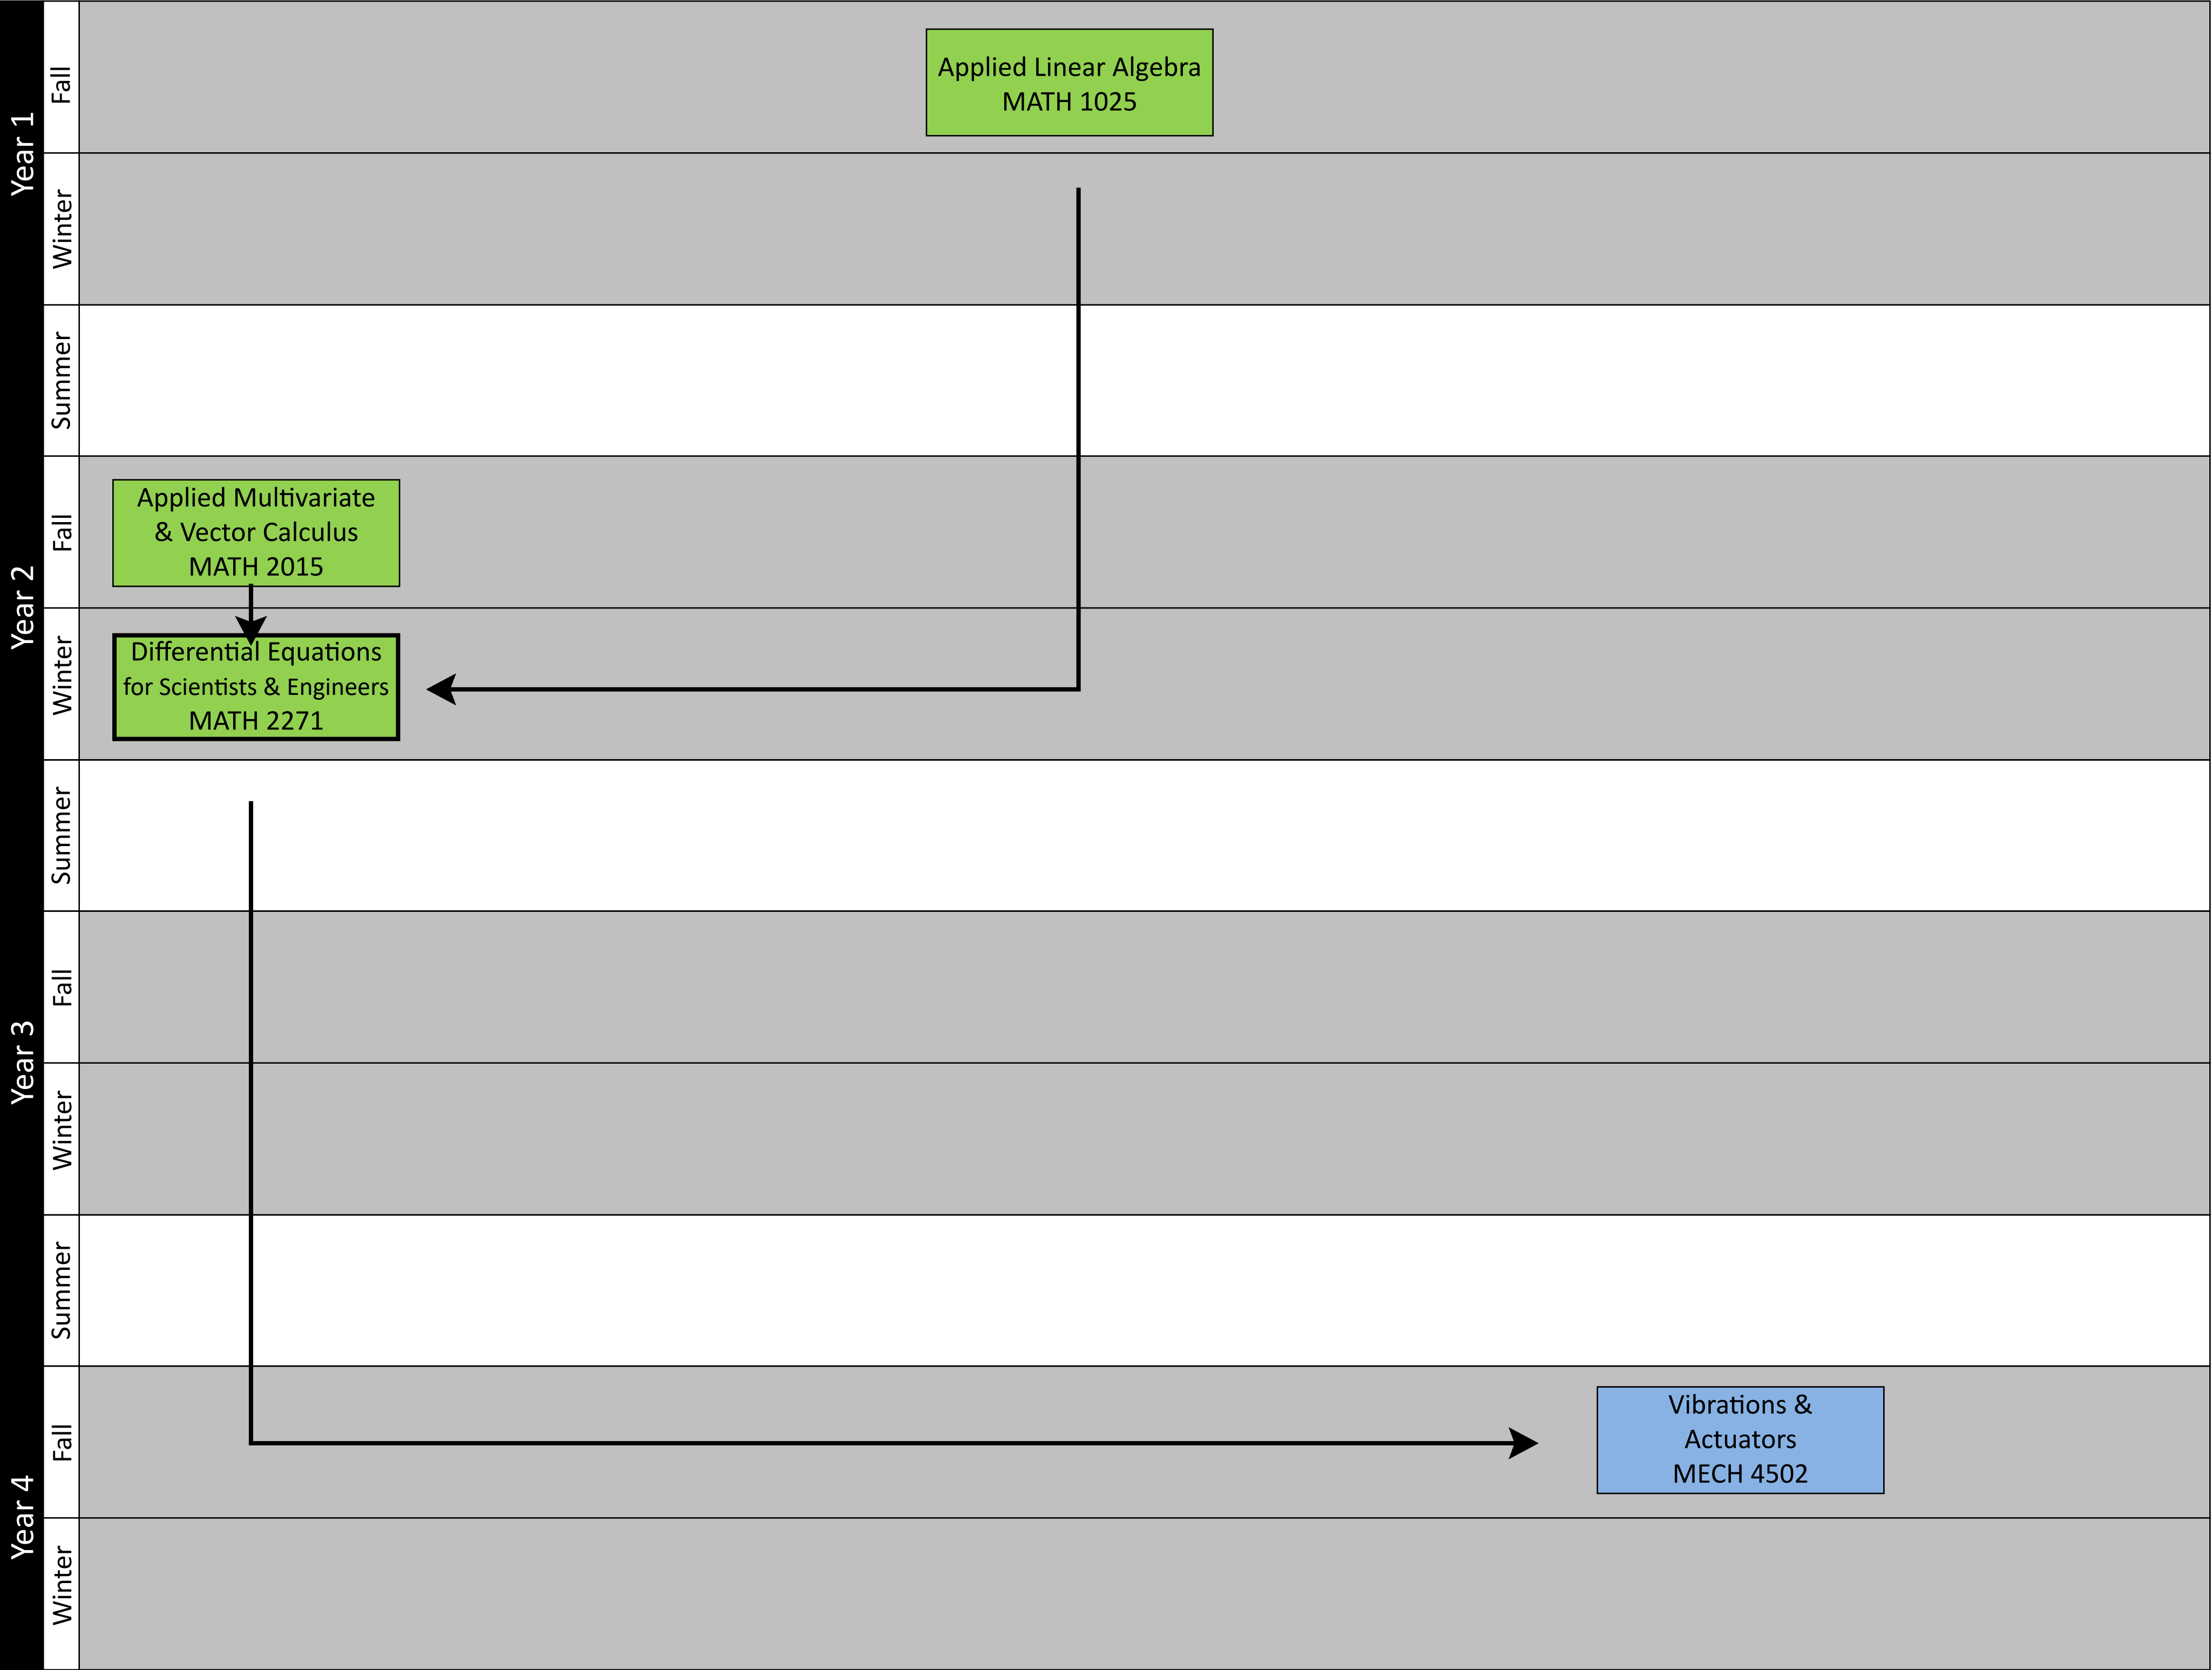 Year 1
Fall
Applied Linear Algebra
MATH 1025
Winter
Summer
Year 2
Fall
Applied Multivariate
& Vector Calculus
MATH 2015
Winter
Differential Equations
for Scientists & Engineers
MATH 2271
Summer
Year 3
Fall
Winter
Summer
Year 4
Fall
Vibrations &
Actuators
MECH 4502
Winter